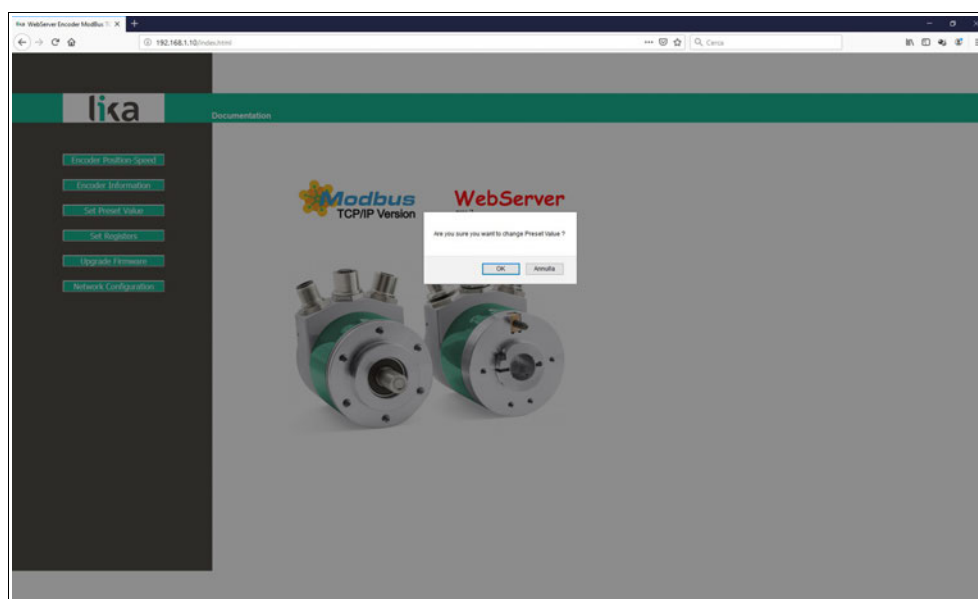 lika WebServer Encoder ModBus T
192.168.1.10/index.html
Cerca
lika
Documentation
Encoder Position-Speed
Encoder Information
Set Preset Value
Set Registers
Upgrade Firmware
Network Configuration
Modbus
TCP/IP Version
WebServer
Are you sure you want to change Preset Value ?
OK
Annulla